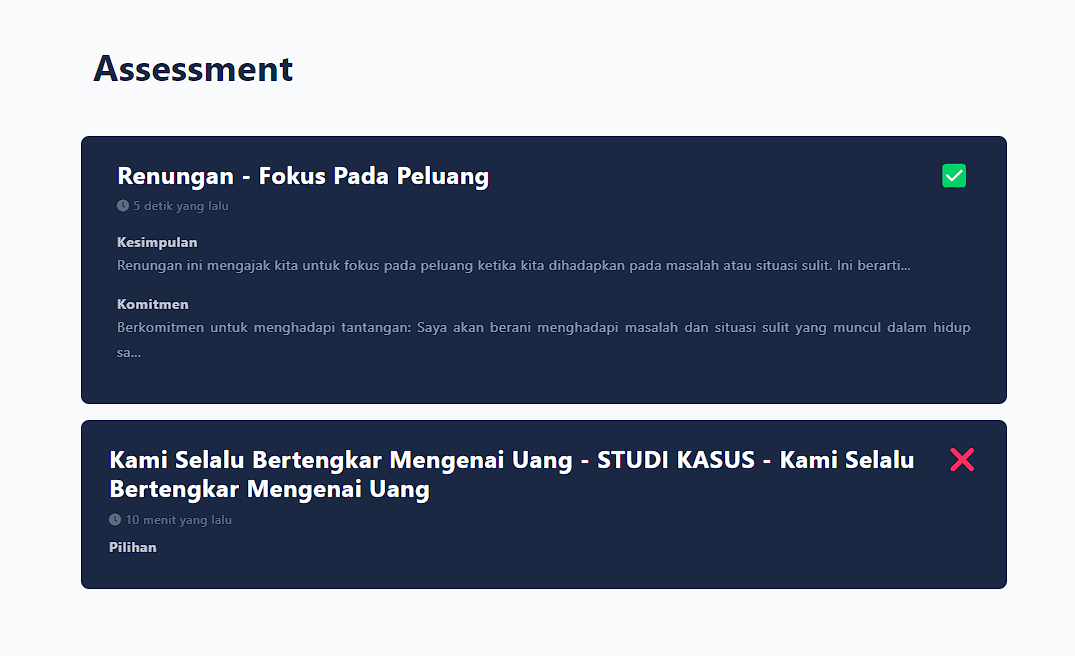 Assessment
Renungan - Fokus Pada Peluang
5 detik yang lalu
Kesimpulan
Renungan ini mengajak kita untuk fokus pada peluang ketika kita dihadapkan pada masalah atau situasi sulit. Ini berarti...
Komitmen
Berkomitmen untuk menghadapi tantangan: Saya akan berani menghadapi masalah dan situasi sulit yang muncul dalam hidup
sa...
Kami Selalu Bertengkar Mengenai Uang - STUDI KASUS - Kami Selalu
Bertengkar Mengenai Uang
10 menit yang lalu
Pilihan